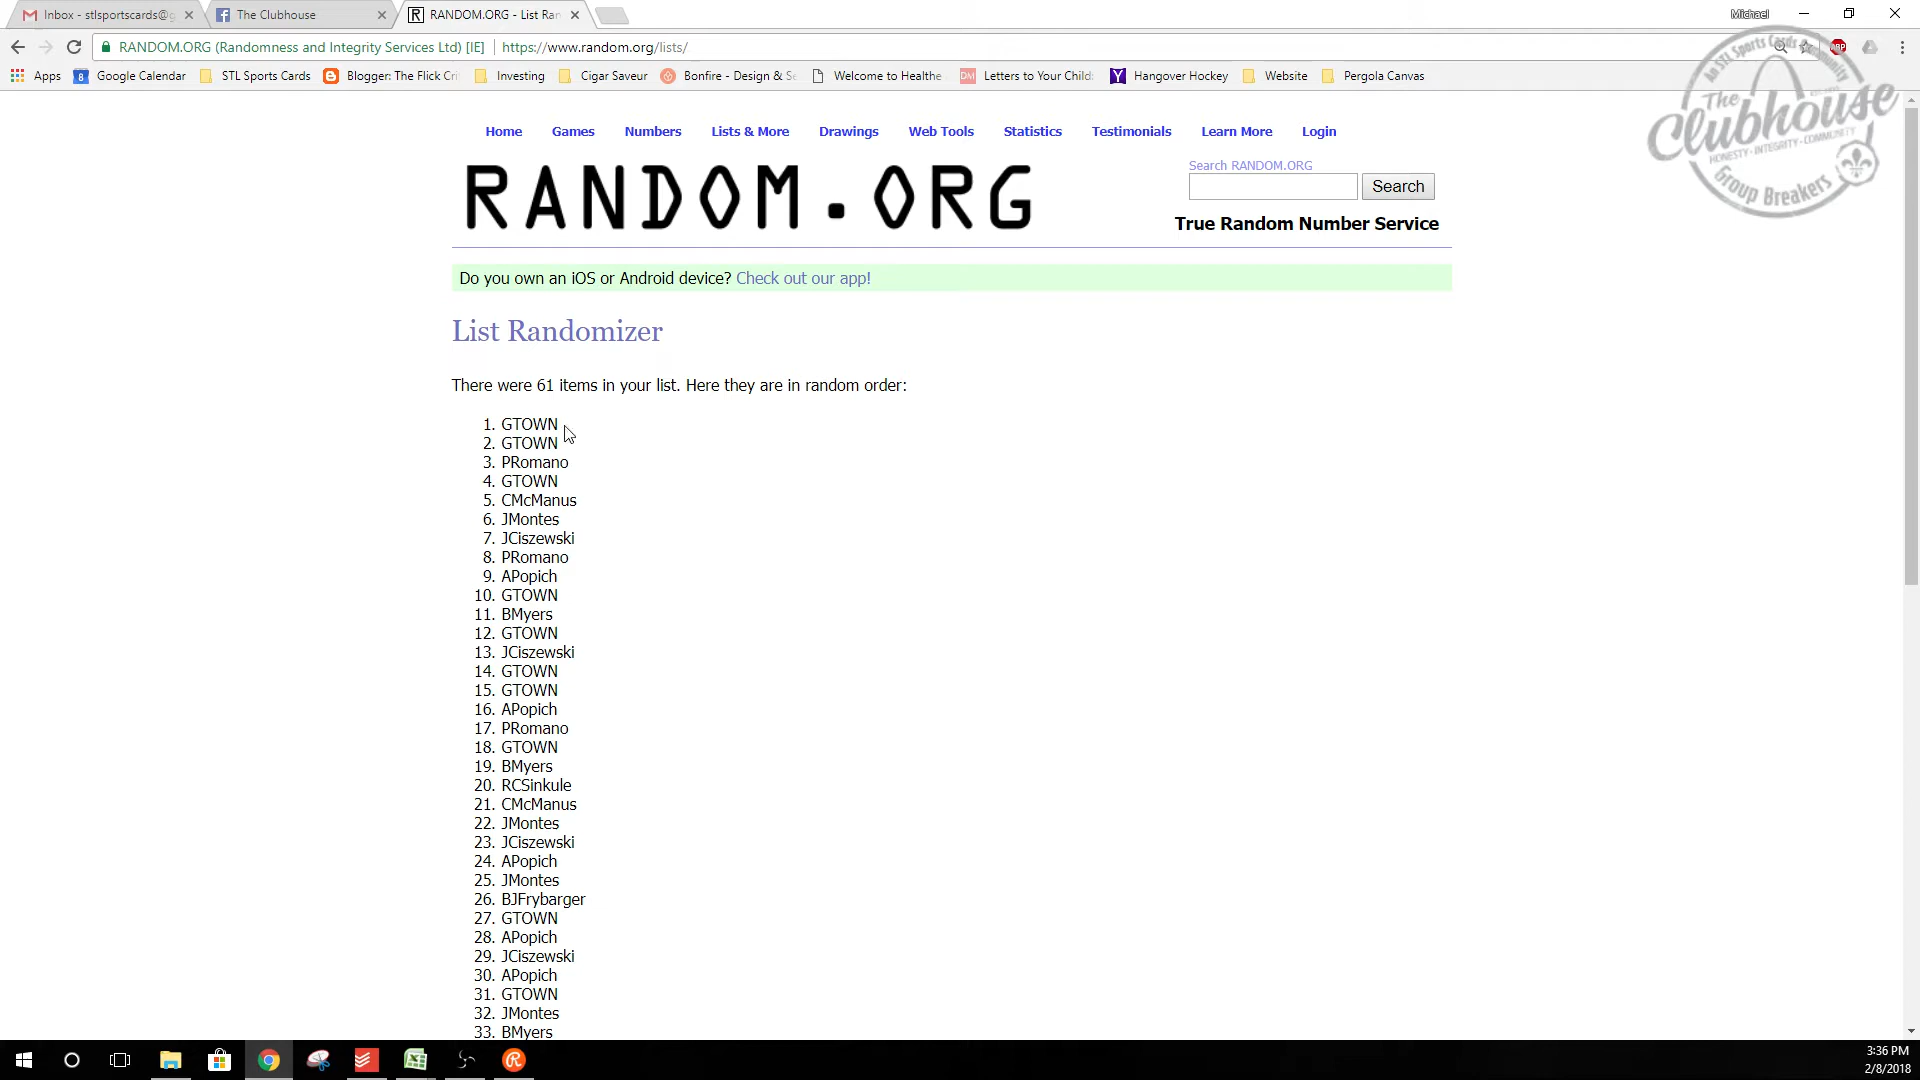 Inbox - stlsportscards@g
The Clubhouse
RANDOM.ORG - List Ran
Michael
RANDOM.ORG (Randomness and Integrity Services Ltd) [IE]
https://www.random.org/lists/
Apps
Google Calendar
STL Sports Cards
Blogger: The Flick Cri
Investing
Cigar Saveur
Bonfire - Design & Se
Welcome to Healthe
Letters to Your Child
Hangover Hockey
Website
Pergola Canvas
An STL Sports Cards Community
The
Clubhouse
HONESTY · INTEGRITY · COMMUNITY
Group Breakers
Home Games Numbers Lists & More Drawings Web Tools Statistics Testimonials Learn More Login
RANDOM.ORG
Search RANDOM.ORG
Search
True Random Number Service
Do you own an iOS or Android device? Check out our app!
List Randomizer
There were 61 items in your list. Here they are in random order:
1. GTOWN
2. GTOWN
3. PRomano
4. GTOWN
5. CMcManus
6. JMontes
7. JCiszewski
8. PRomano
9. APopich
10. GTOWN
11. BMyers
12. GTOWN
13. JCiszewski
14. GTOWN
15. GTOWN
16. APopich
17. PRomano
18. GTOWN
19. BMyers
20. RCSinkule
21. CMcManus
22. JMontes
23. JCiszewski
24. APopich
25. JMontes
26. BJFrybarger
27. GTOWN
28. APopich
29. JCiszewski
30. APopich
31. GTOWN
32. JMontes
33. BMyers
3:36 PM
2/8/2018